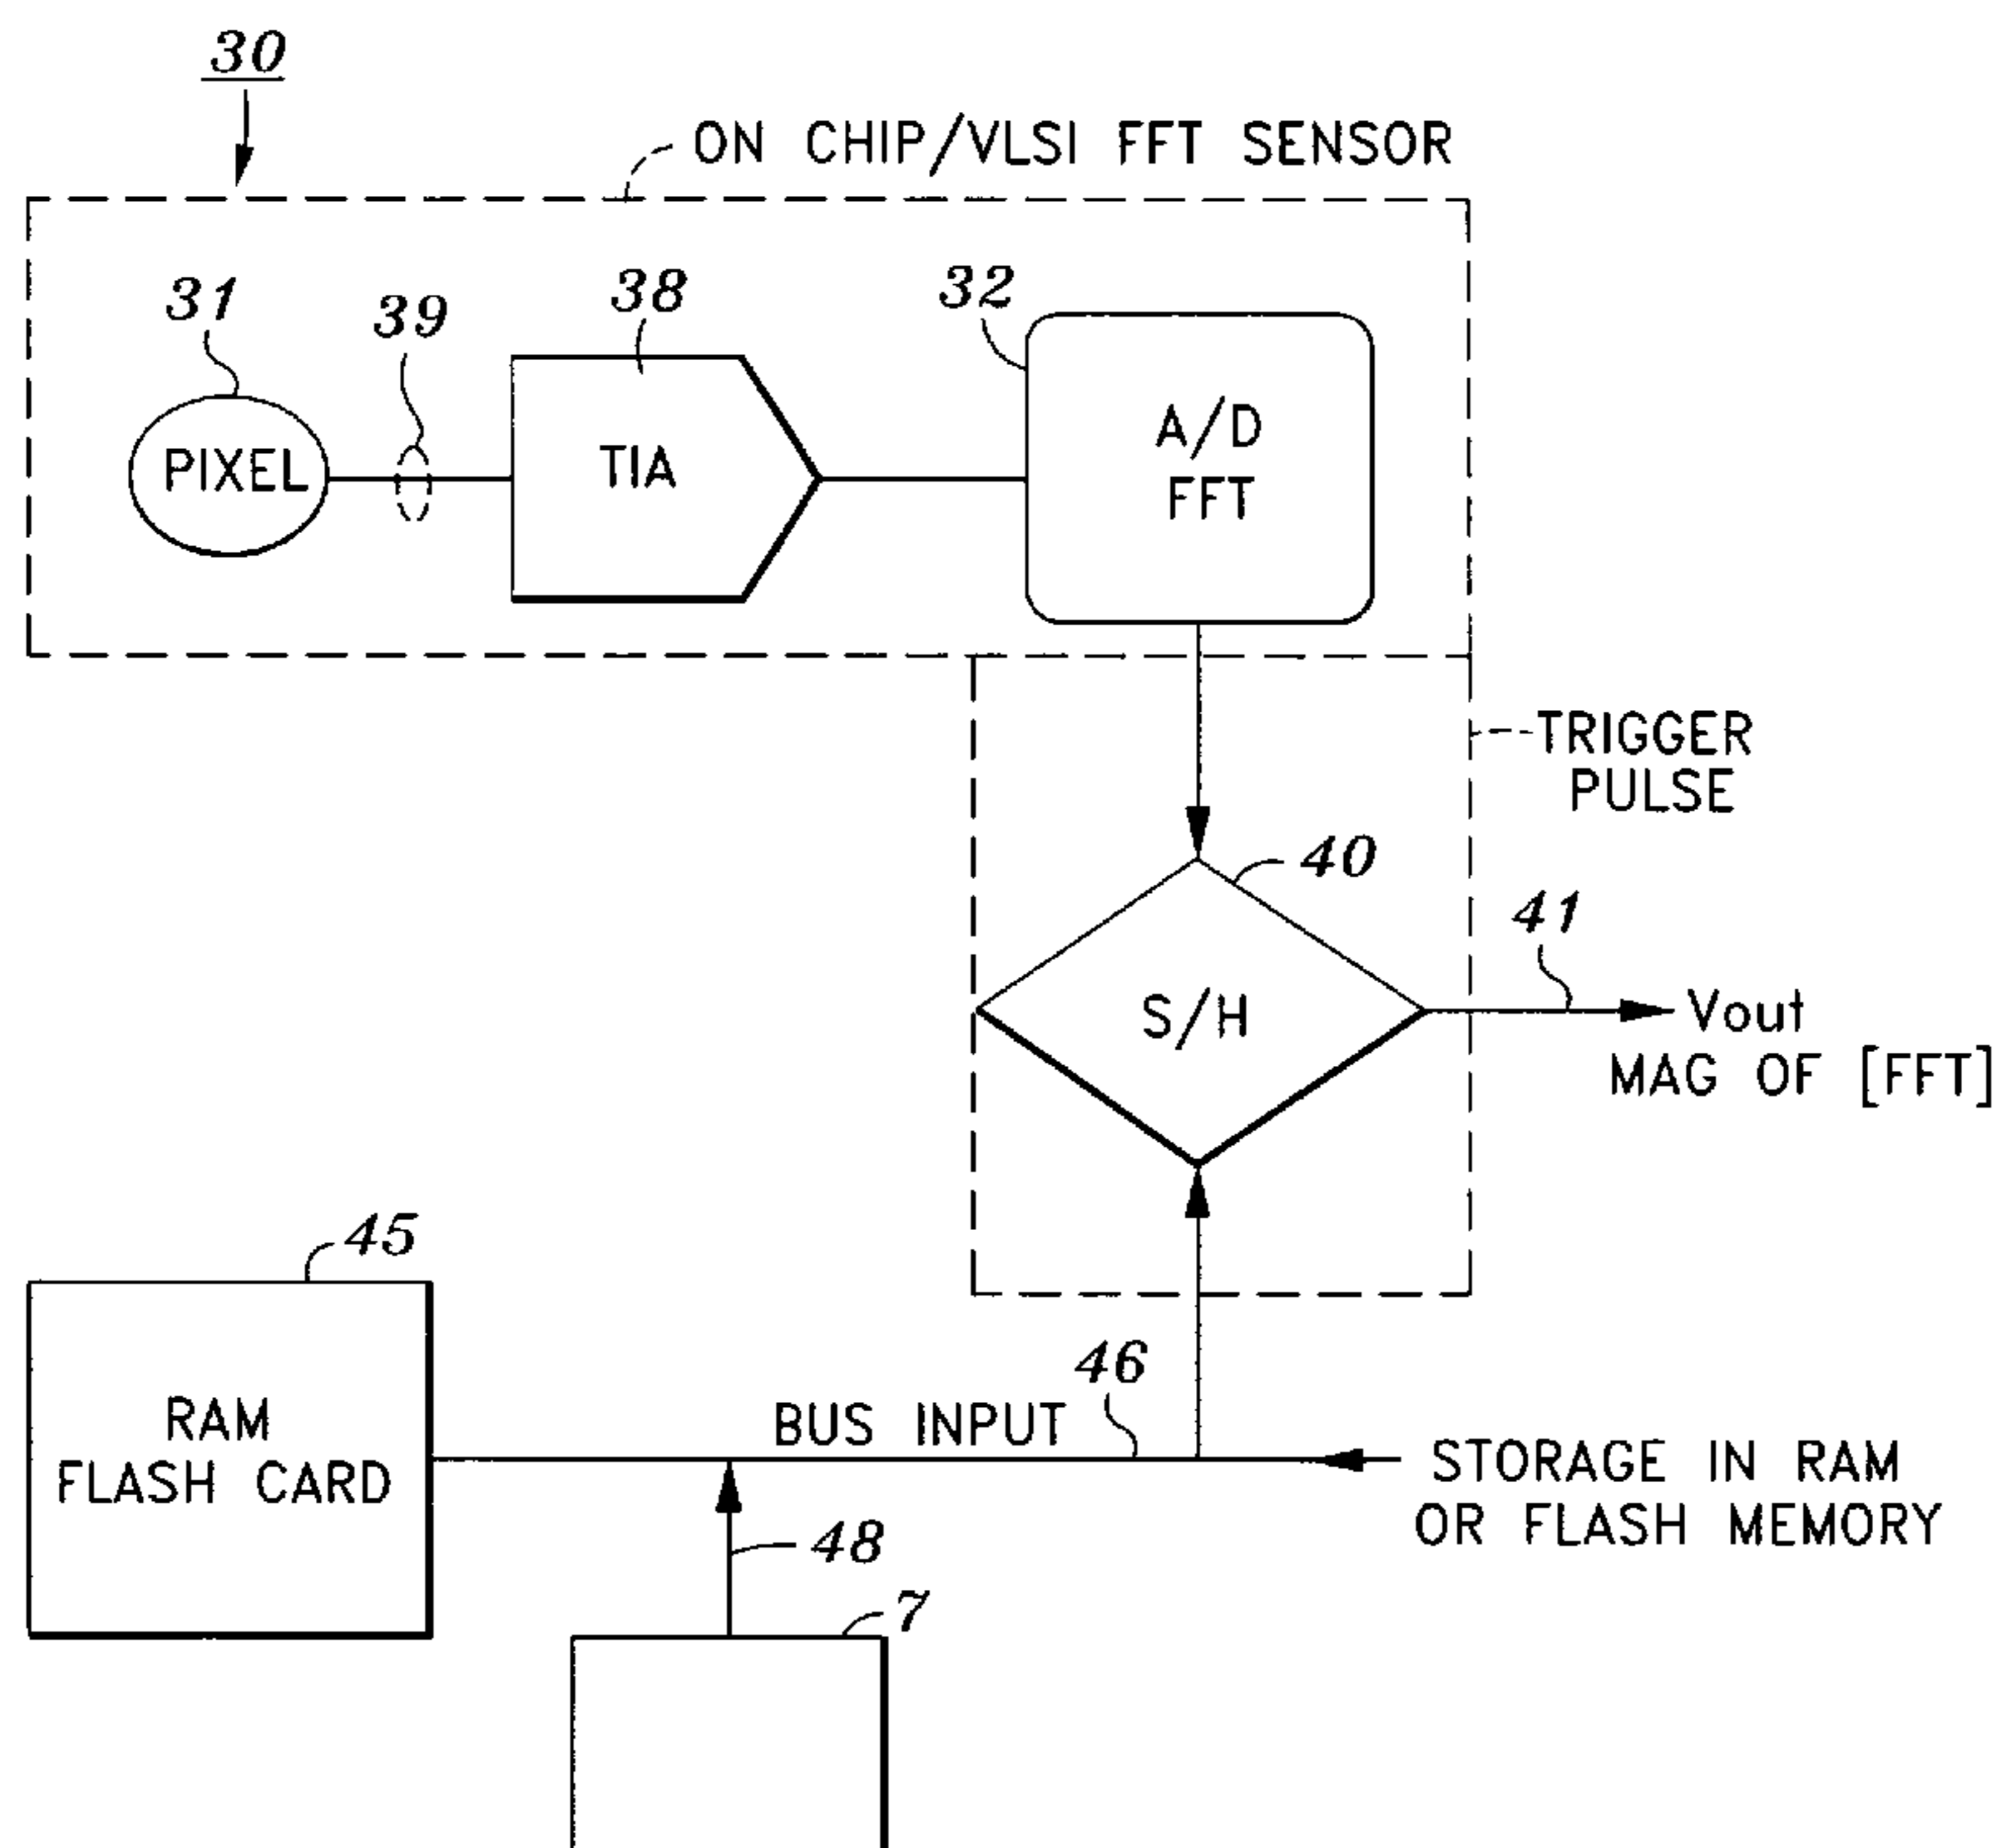 30
ON CHIP/VLSI FFT SENSOR
31
39
38
32
PIXEL
TIA
A/D
FFT
TRIGGER
PULSE
40
41
S/H
Vout
MAG OF [FFT]
45
46
RAM
FLASH CARD
BUS INPUT
STORAGE IN RAM
OR FLASH MEMORY
48
7